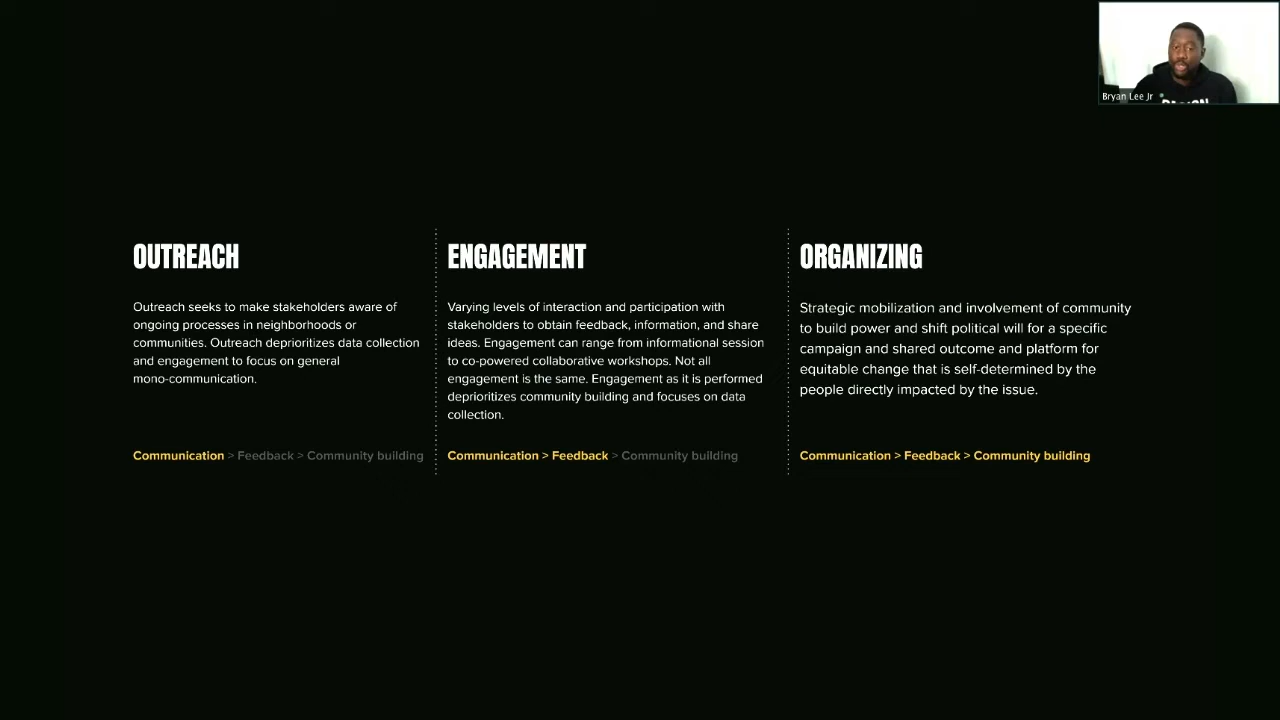 Bryan Lee Jr
OUTREACH
Outreach seeks to make stakeholders aware of
ongoing processes in neighborhoods or
communities. Outreach deprioritizes data collection
and engagement to focus on general
mono-communication.
Communication > Feedback > Community building
ENGAGEMENT
Varying levels of interaction and participation with
stakeholders to obtain feedback, information, and share
ideas. Engagement can range from informational session
to co-powered collaborative workshops. Not all
engagement is the same. Engagement as it is performed
deprioritizes community building and focuses on data
collection.
Communication > Feedback > Community building
ORGANIZING
Strategic mobilization and involvement of community
to build power and shift political will for a specific
campaign and shared outcome and platform for
equitable change that is self-determined by the
people directly impacted by the issue.
Communication > Feedback > Community building